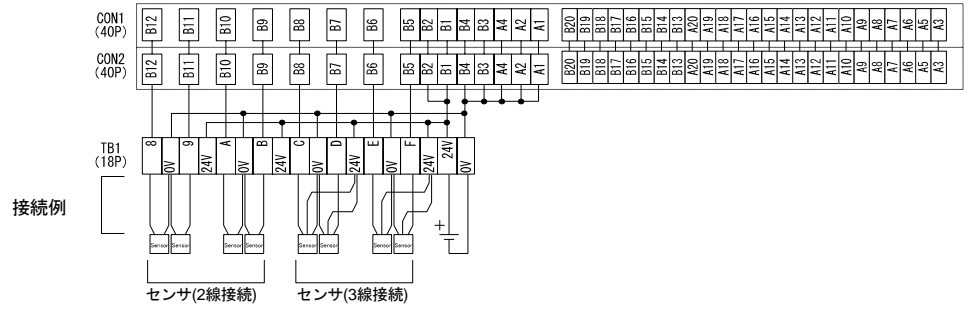 CON1
(40P)
B12 B11 B10 B9 B8 B7 B6 B5 B2 B1 B4 B3 A4 A2 A1 B20 B19 B18 B17 B16 B15 B14 B13 A20 A19 A18 A17 A16 A15 A14 A13 A12 A11 A10 A9 A8 A7 A6 A5 A3
CON2
(40P)
B12 B11 B10 B9 B8 B7 B6 B5 B2 B1 B4 B3 A4 A2 A1 B20 B19 B18 B17 B16 B15 B14 B13 A20 A19 A18 A17 A16 A15 A14 A13 A12 A11 A10 A9 A8 A7 A6 A5 A3
TB1
(18P)
8 0V 9 24V A 0V B 24V C 0V D 24V E 0V F 24V 24V 0V
接続例
+
Sensor Sensor Sensor Sensor Sensor Sensor Sensor Sensor
センサ(2線接続) センサ(3線接続)